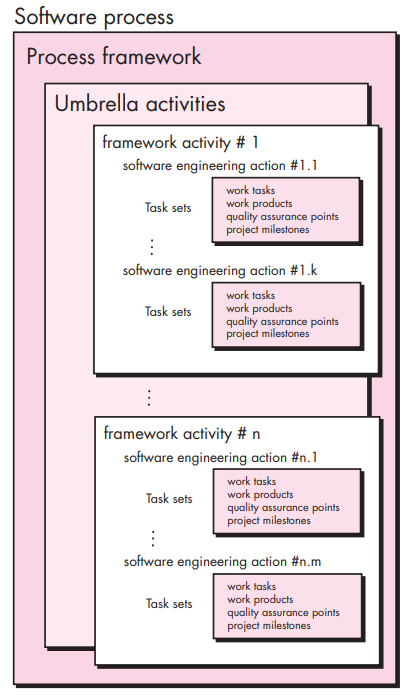 Software process
Process framework
Umbrella activities
framework activity # 1
software engineering action #1.1
Task sets
work tasks
work products
quality assurance points
project milestones
software engineering action #1.k
Task sets
work tasks
work products
quality assurance points
project milestones
framework activity # n
software engineering action #n.1
Task sets
work tasks
work products
quality assurance points
project milestones
software engineering action #n.m
Task sets
work tasks
work products
quality assurance points
project milestones